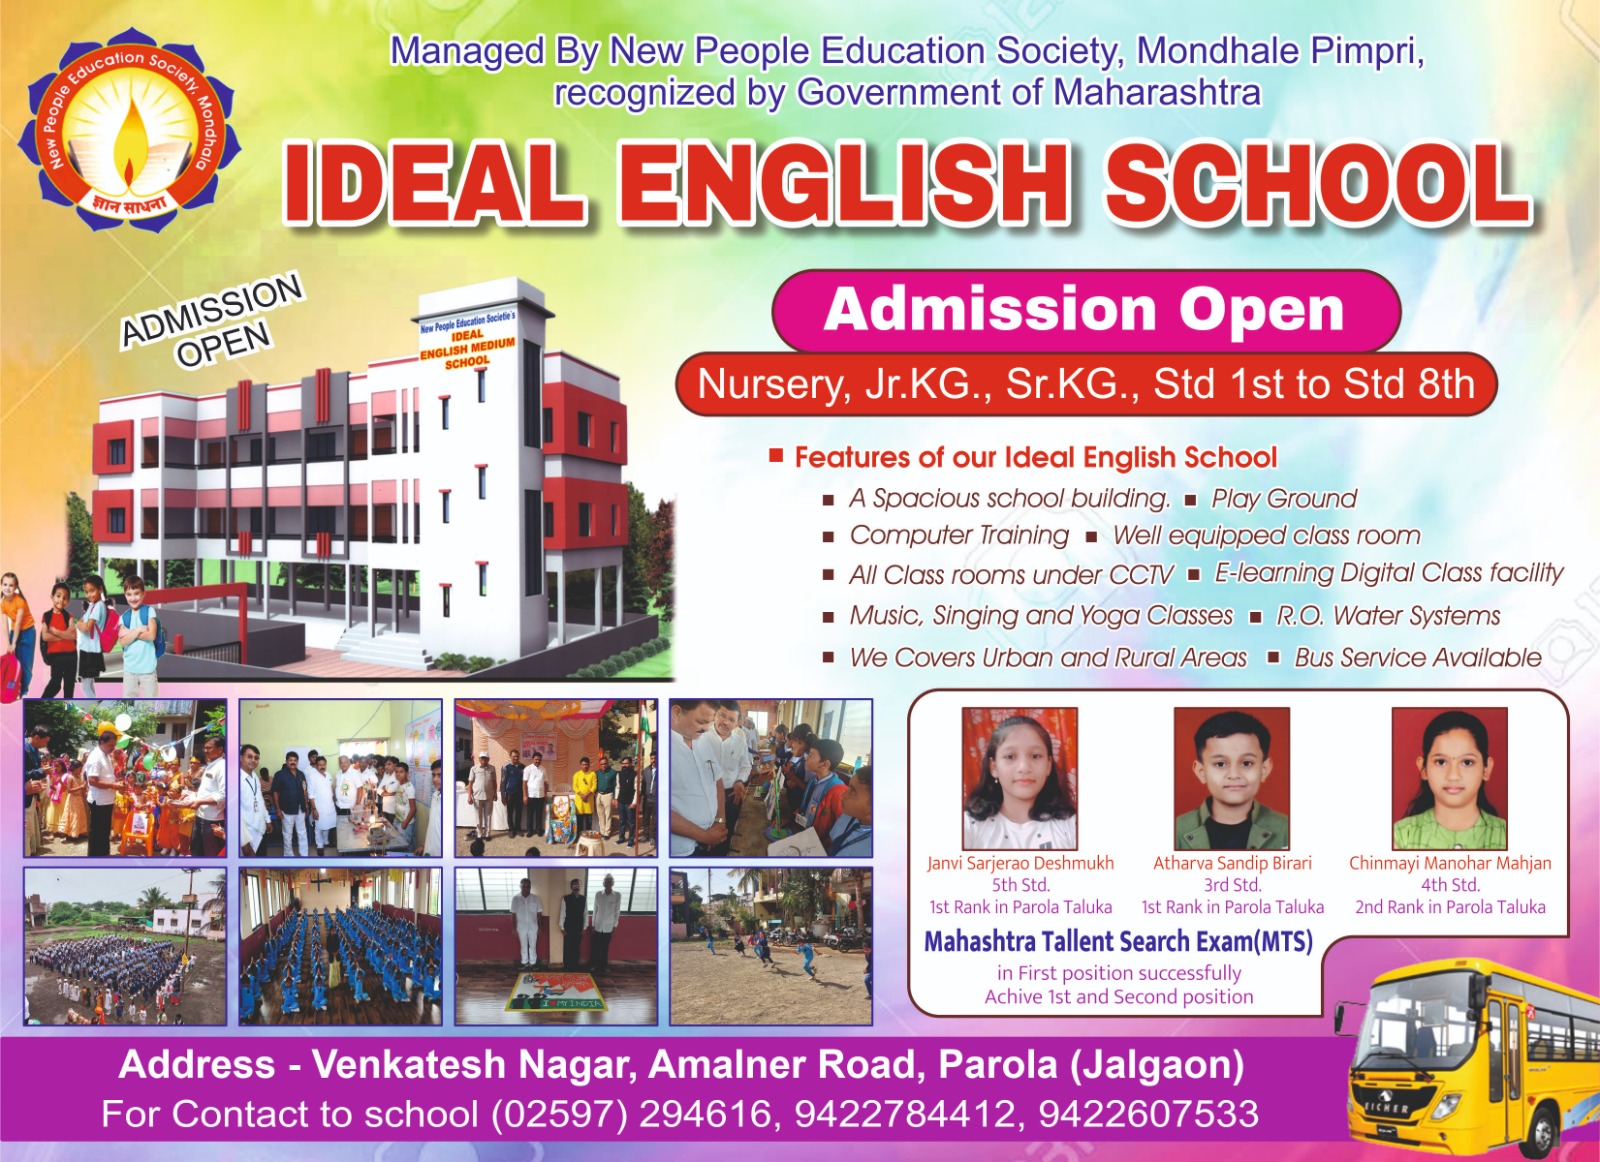 New People Education Society, Mondhala
ज्ञान साधना
Managed By New People Education Society, Mondhale Pimpri,
recognized by Government of Maharashtra
IDEAL ENGLISH SCHOOL
ADMISSION
OPEN
New People Education Societie's
IDEAL
ENGLISH MEDIUM
SCHOOL
Admission Open
Nursery, Jr.KG., Sr.KG., Std 1st to Std 8th
■ Features of our Ideal English School
■ A Spacious school building. ■ Play Ground
■ Computer Training ■ Well equipped class room
■ All Class rooms under CCTV ■ E-learning Digital Class facility
■ Music, Singing and Yoga Classes ■ R.O. Water Systems
■ We Covers Urban and Rural Areas ■ Bus Service Available
Janvi Sarjerao Deshmukh
5th Std.
1st Rank in Parola Taluka
Atharva Sandip Birari
3rd Std.
1st Rank in Parola Taluka
Chinmayi Manohar Mahjan
4th Std.
2nd Rank in Parola Taluka
Mahashtra Tallent Search Exam(MTS)
in First position successfully
Achive 1st and Second position
I MY INDIA
EICHER
Address - Venkatesh Nagar, Amalner Road, Parola (Jalgaon)
For Contact to school (02597) 294616, 9422784412, 9422607533